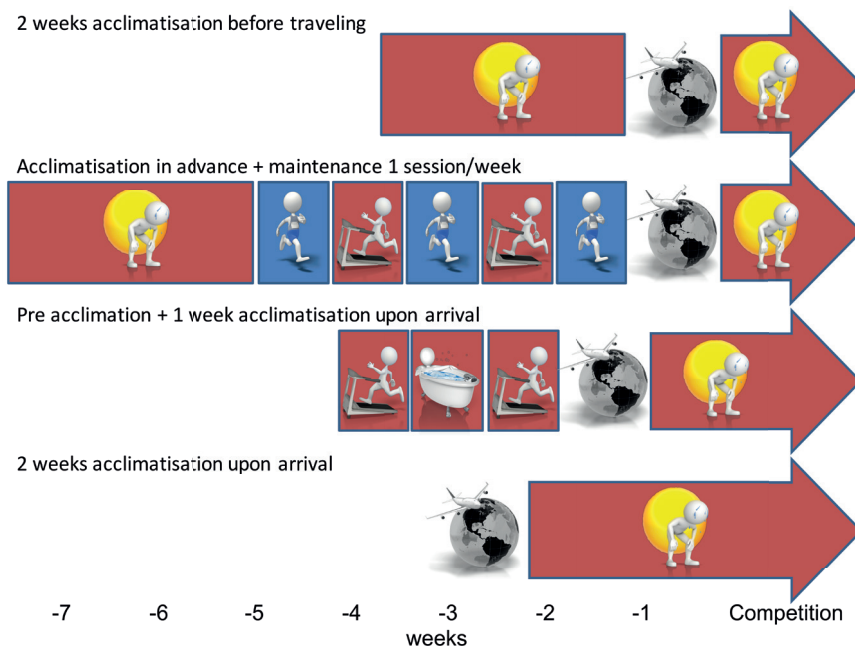 2 weeks acclimatisation before traveling
Acclimatisation in advance + maintenance 1 session/week
Pre acclimation + 1 week acclimatisation upon arrival
2 weeks acclimatisation upon arrival
-7 -6 -5 -4 -3 -2 -1 Competition
weeks